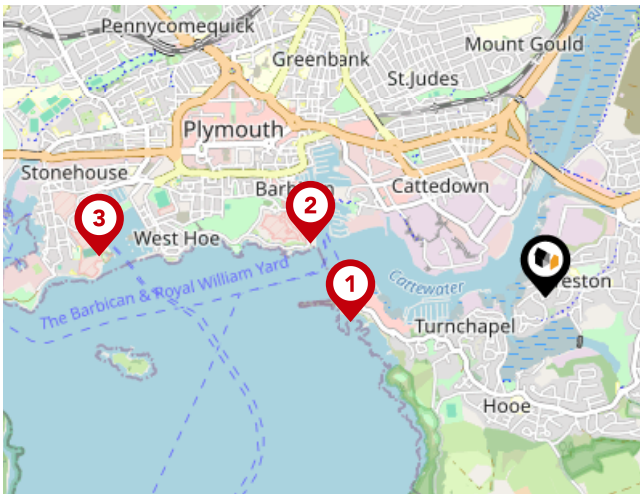 Pennycomequick
Mount Gould
Greenbank
St.Judes
Plymouth
Stonehouse
Cattedown
3
2
West Hoe
The Barbican & Royal William Yard
Cattewater
1
Turnchapel
Hooe